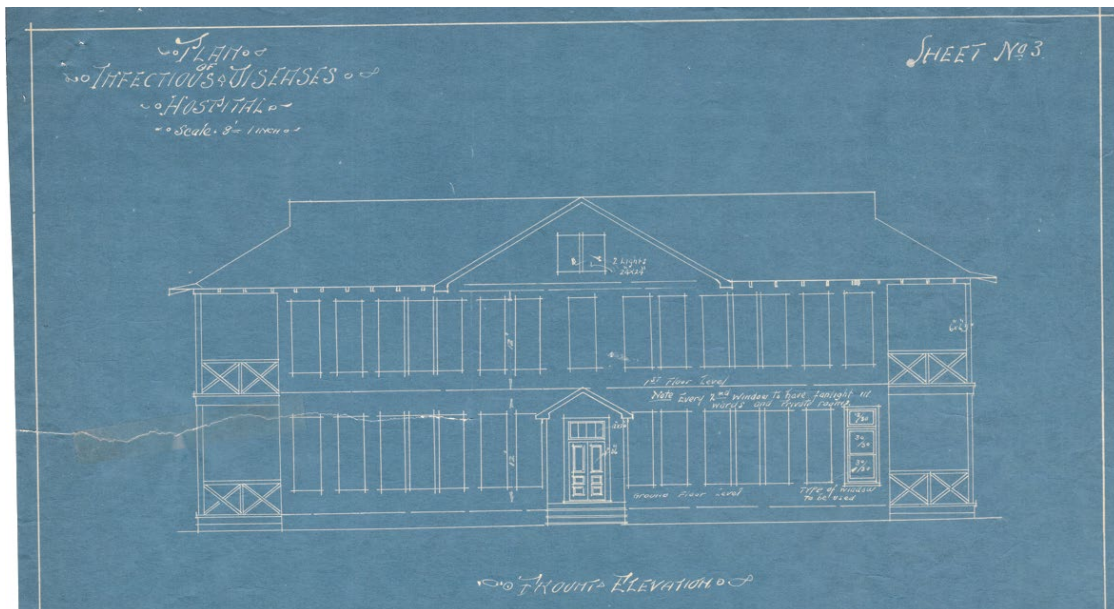 PLAN
OF
INFECTIOUS DISEASES
HOSPITAL
Scale. 8'= 1 INCH
SHEET No 3
2 Lights
12'
1st Floor Level
Note Every 2nd Window To have fanlight in
wards and Private rooms
12'
Ground Floor Level
Type of window
To be used
FROUNT ELEVATION